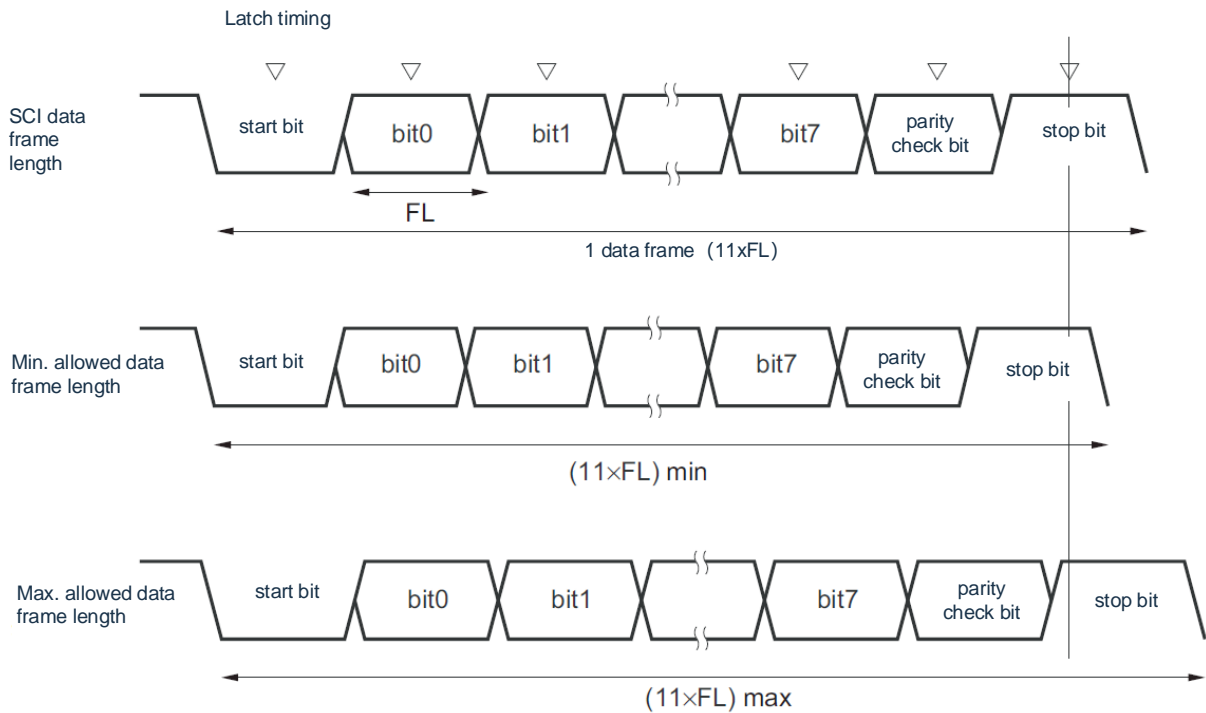 Latch timing
SCI data
frame
length
start bit
bit0
bit1
bit7
parity
check bit
stop bit
FL
1 data frame (11xFL)
Min. allowed data
frame length
start bit
bit0
bit1
bit7
parity
check bit
stop bit
(11×FL) min
Max. allowed data
frame length
start bit
bit0
bit1
bit7
parity
check bit
stop bit
(11×FL) max